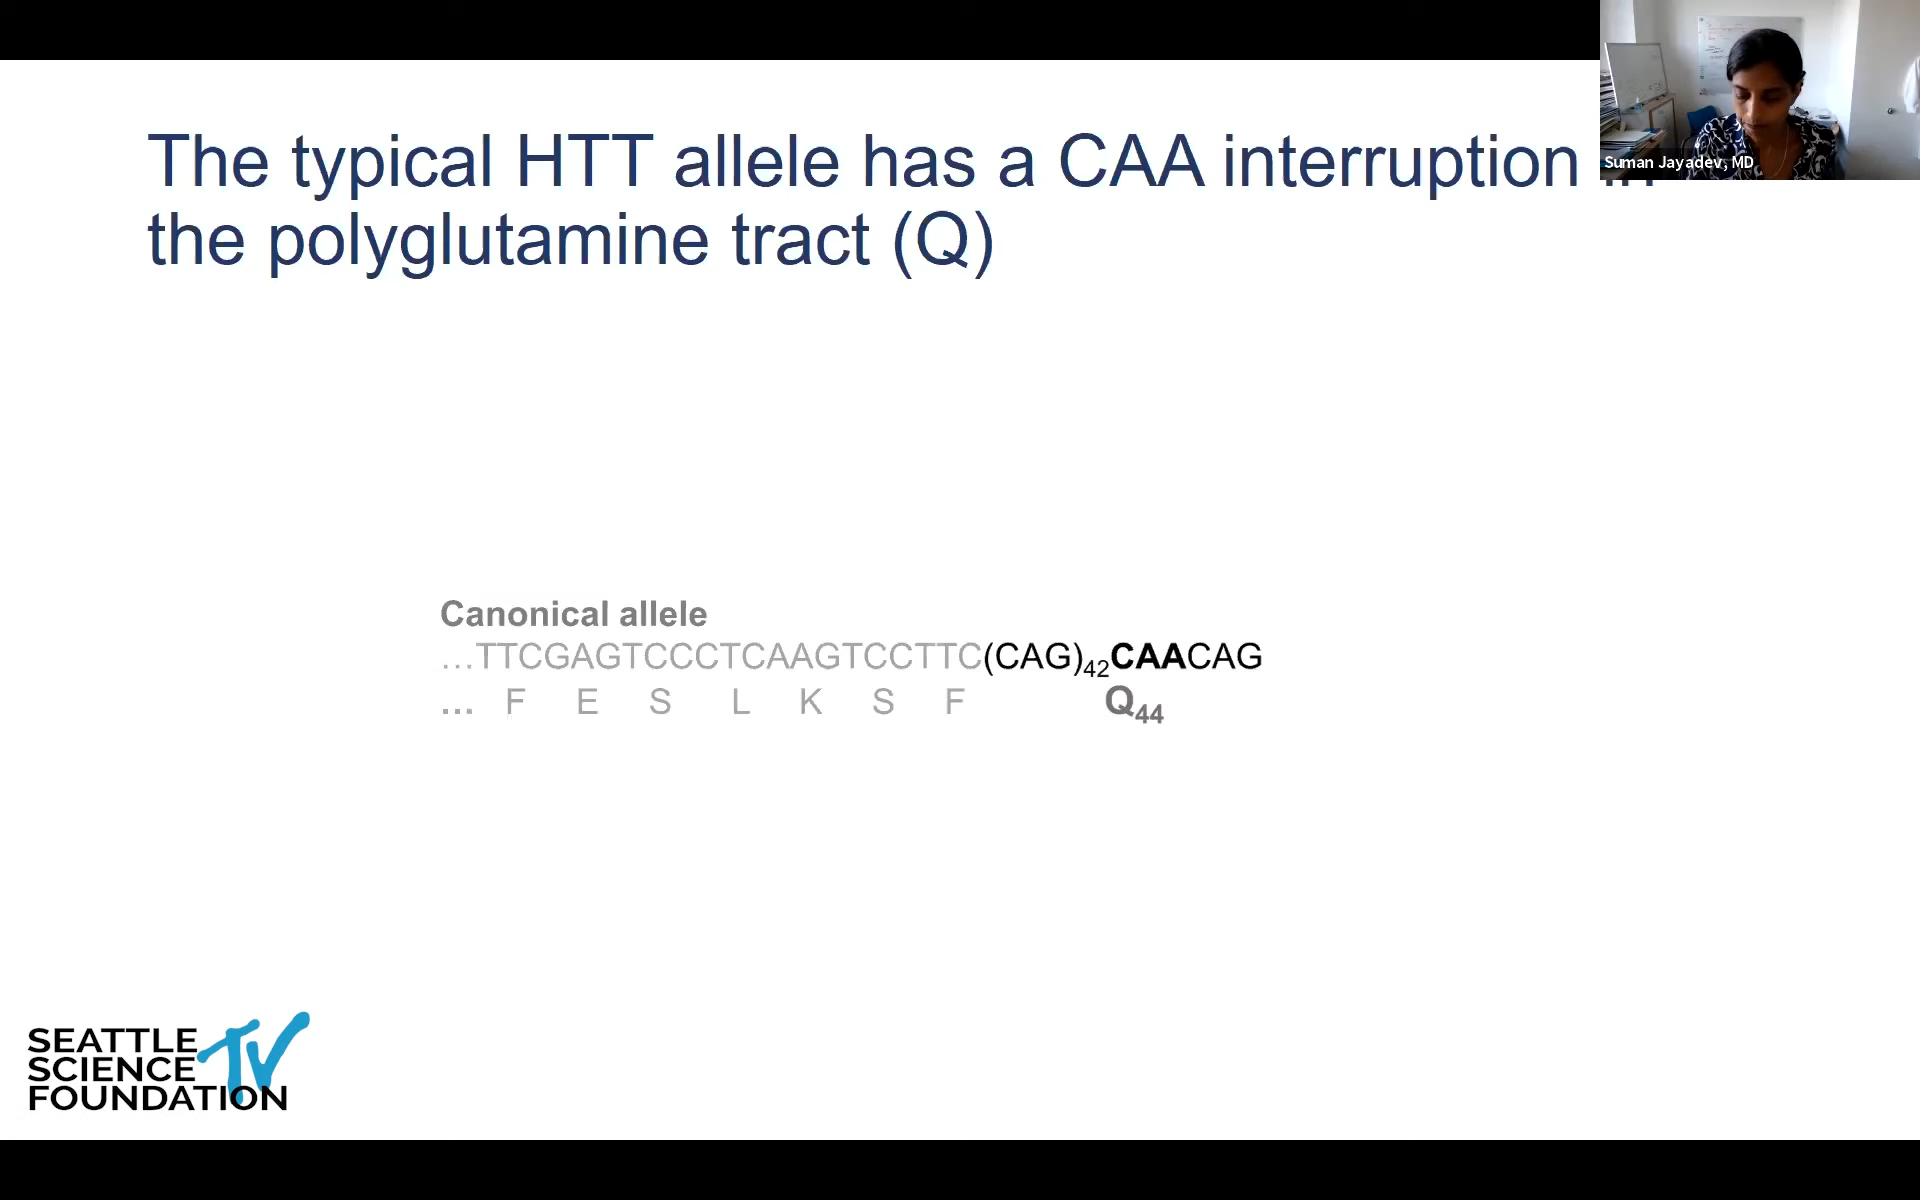 The typical HTT allele has a CAA interruption in
the polyglutamine tract (Q)
Suman Jayadev, MD
Canonical allele
...TTCGAGTCCCTCAAGTCCTTC(CAG)42CAACAG
... F E S L K S F Q44
SEATTLE
SCIENCE
FOUNDATION
TV